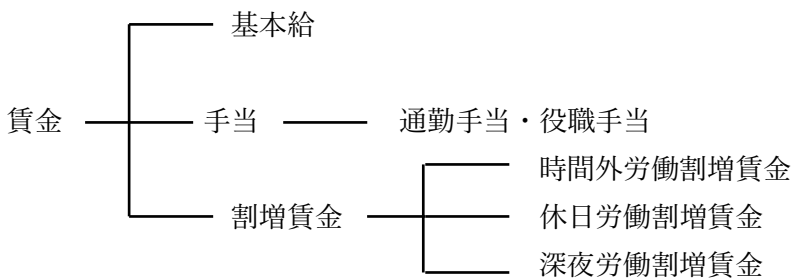 基本給
賃金
手当
通勤手当・役職手当
時間外労働割増賃金
割増賃金
休日労働割増賃金
深夜労働割増賃金